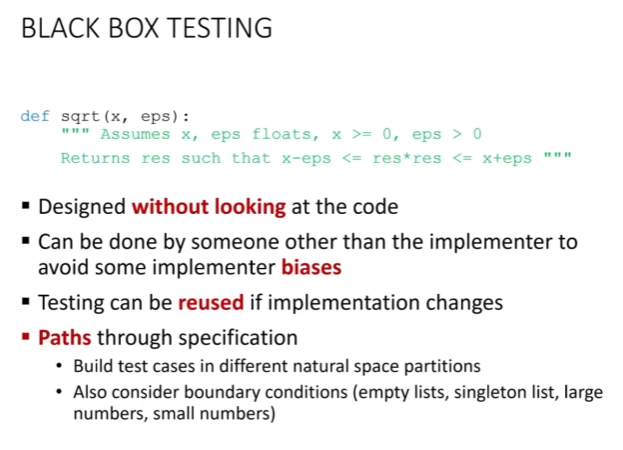 BLACK BOX TESTING
def sqrt(x, eps):
""" Assumes x, eps floats, x >= 0, eps > 0
Returns res such that x-eps <= res*res <= x+eps """
▪ Designed without looking at the code
▪ Can be done by someone other than the implementer to
avoid some implementer biases
▪ Testing can be reused if implementation changes
▪ Paths through specification
• Build test cases in different natural space partitions
• Also consider boundary conditions (empty lists, singleton list, large
numbers, small numbers)